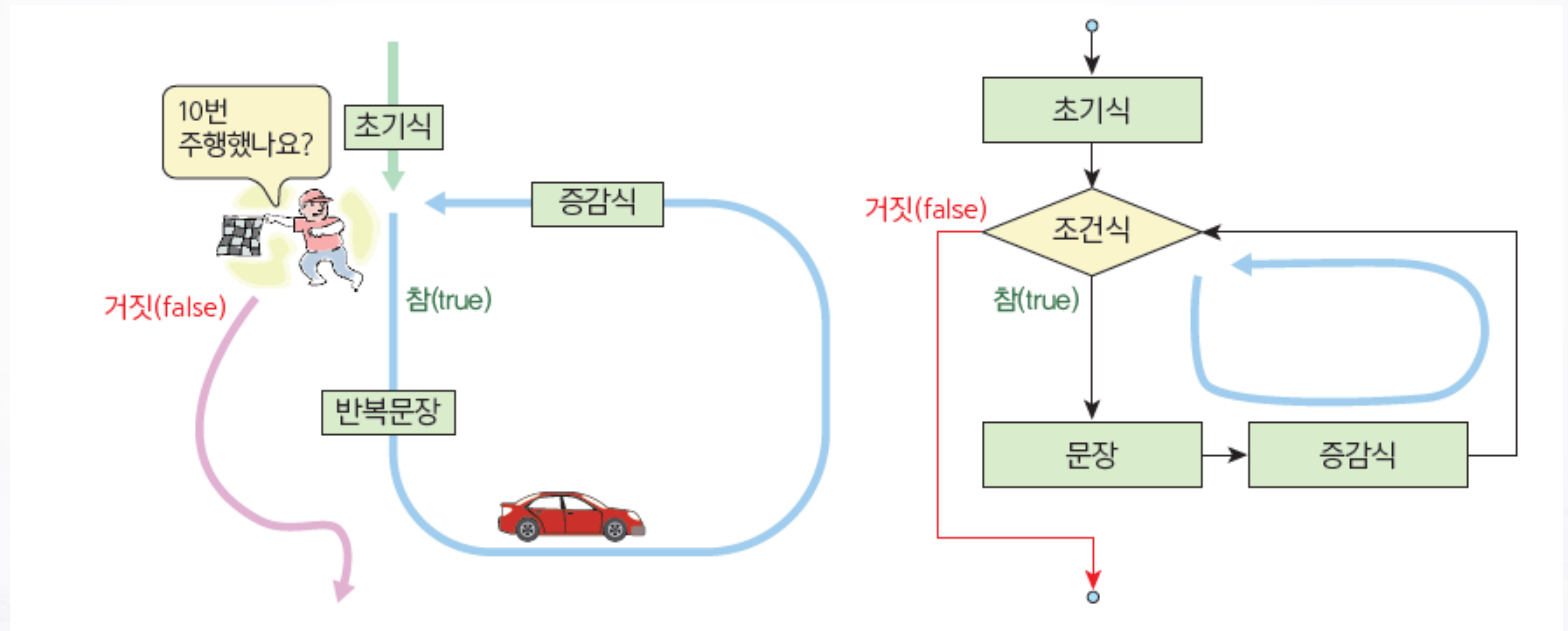 10번
주행했나요?
초기식
증감식
거짓(false)
참(true)
반복문장
초기식
거짓(false)
조건식
참(true)
문장
증감식